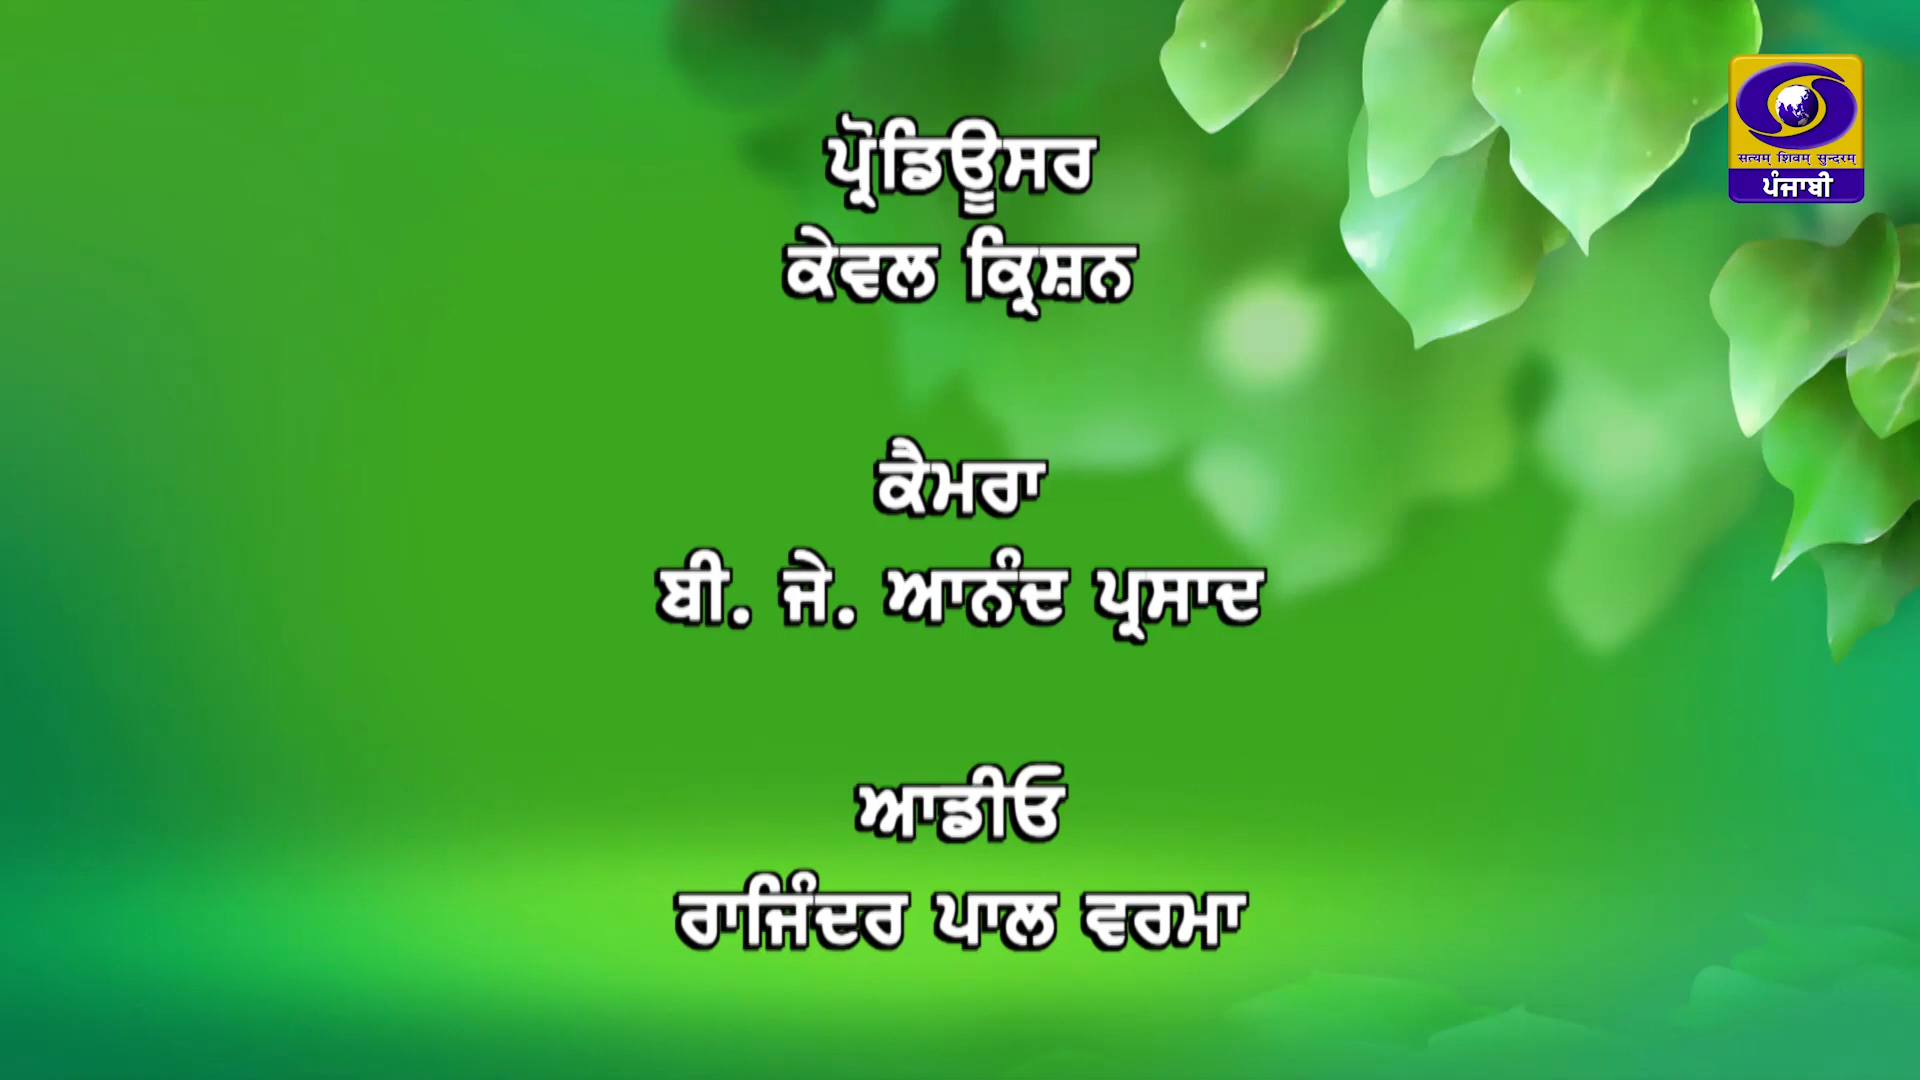 ਪ੍ਰੋਡਿਊਸਰ
ਕੇਵਲ ਕ੍ਰਿਸ਼ਨ
ਕੈਮਰਾ
ਬੀ. ਜੇ. ਆਨੰਦ ਪ੍ਰਸਾਦ
ਆਡੀਓ
ਰਾਜਿੰਦਰ ਪਾਲ ਵਰਮਾ
सत्यम् शिवम् सुन्दरम्
ਪੰਜਾਬੀ